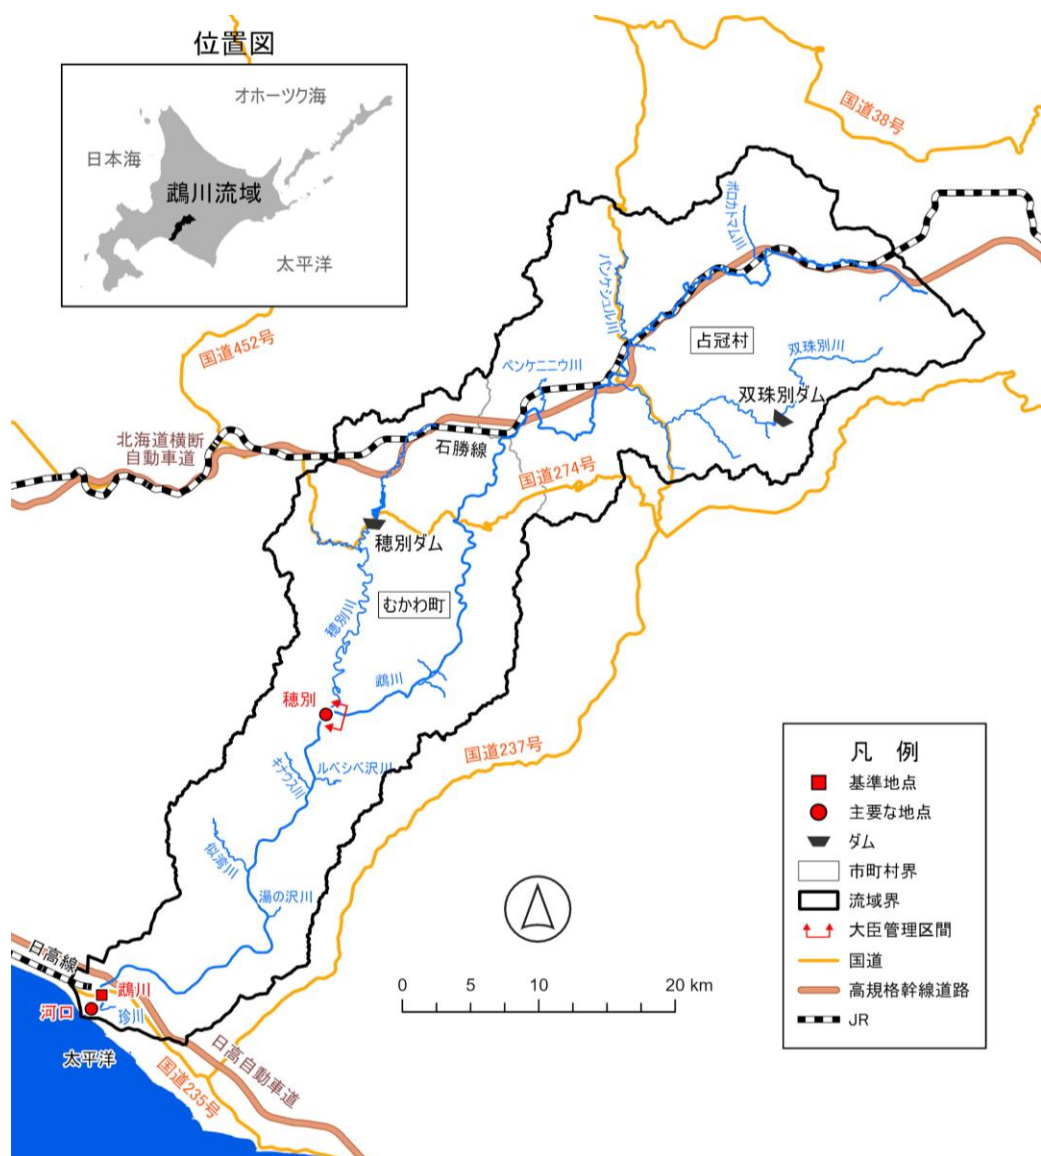 位置図
オホーツク海
日本海
鵡川流域
太平洋
国道38号
ポロカトマム川
パンケシュル川
占冠村
双珠別川
国道452号
ペンケニニウ川
双珠別ダム
北海道横断
自動車道
石勝線
国道274号
穂別ダム
穂別川
むかわ町
鵡川
穂別
国道237号
ルベシベ沢川
キナウス川
似湾川
湯の沢川
凡 例
基準地点
主要な地点
ダム
市町村界
流域界
大臣管理区間
国道
高規格幹線道路
JR
0 5 10 20 km
日高線
鵡川
河口
珍川
太平洋
日高自動車道
国道235号